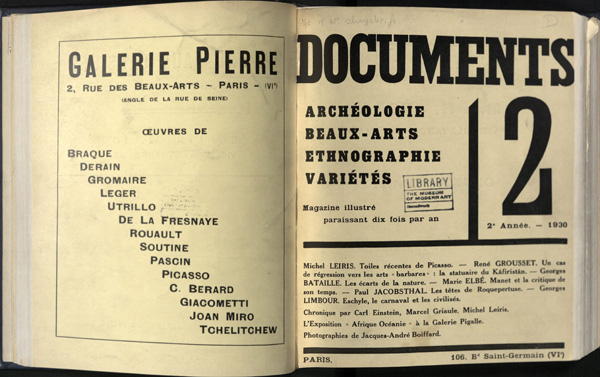 GALERIE PIERRE
2, RUE DES BEAUX-ARTS ~ PARIS - (VIᵉ)
(ANGLE DE LA RUE DE SEINE)
ŒUVRES DE
BRAQUE
DERAIN
GROMAIRE
LEGER
UTRILLO
DE LA FRESNAYE
ROUAULT
SOUTINE
PASCIN
PICASSO
C. BERARD
GIACOMETTI
JOAN MIRO
TCHELITCHEW
D
DOCUMENTS
ARCHÉOLOGIE
BEAUX-ARTS
ETHNOGRAPHIE
VARIÉTÉS
2
LIBRARY
THE MUSEUM
OF MODERN ART
Magazine illustré
paraissant dix fois par an
2ᵉ Année. — 1930
Michel LEIRIS. Toiles récentes de Picasso. — René GROUSSET. Un cas
de régression vers les arts « barbares » : la statuaire du Kâfiristân. — Georges
BATAILLE. Les écarts de la nature. — Marie ELBÉ. Manet et la critique de
son temps. — Paul JACOBSTHAL. Les têtes de Roquepertuse. — Georges
LIMBOUR. Eschyle, le carnaval et les civilisés.
Chronique par Carl Einstein, Marcel Griaule, Michel Leiris.
L'Exposition « Afrique Océanie » à la Galerie Pigalle.
Photographies de Jacques-André Boiffard.
PARIS,
106, Bᵈ Saint-Germain (VIᵉ)